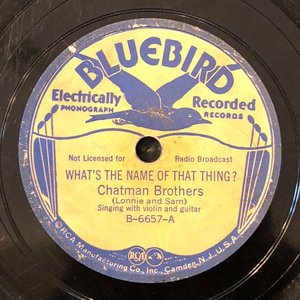 BLUEBIRD
Electrically Recorded
PHONOGRAPH RECORDS
Not Licensed for Radio Broadcast
WHAT'S THE NAME OF THAT THING?
Chatman Brothers
(Lonnie and Sam)
Singing with violin and guitar
B-6657-A
RCA
©RCA Manufacturing Co., Inc., Camden, N.J., U.S.A.